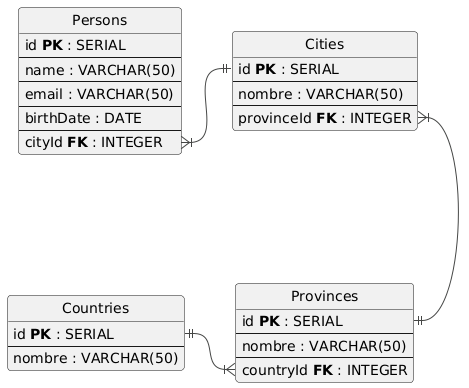 Persons
id PK : SERIAL
name : VARCHAR(50)
email : VARCHAR(50)
birthDate : DATE
cityId FK : INTEGER
Cities
id PK : SERIAL
nombre : VARCHAR(50)
provinceId FK : INTEGER
Countries
id PK : SERIAL
nombre : VARCHAR(50)
Provinces
id PK : SERIAL
nombre : VARCHAR(50)
countryId FK : INTEGER